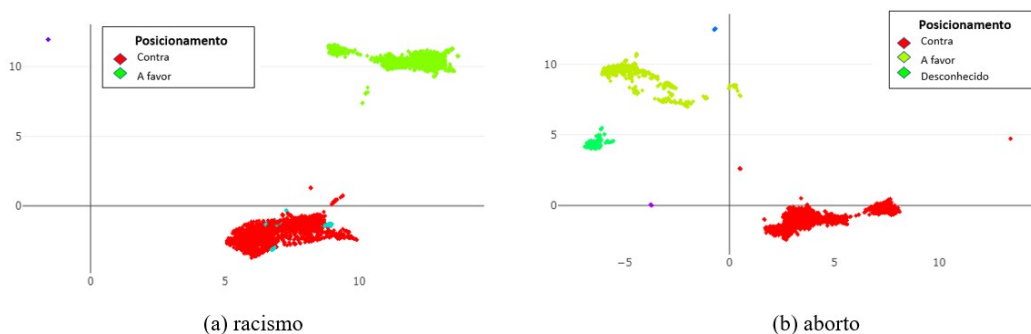 Posicionamento
Contra
A favor
10
5
0
0
5
10
(a) racismo
Posicionamento
Contra
A favor
Desconhecido
10
5
0
−5
0
5
10
(b) aborto